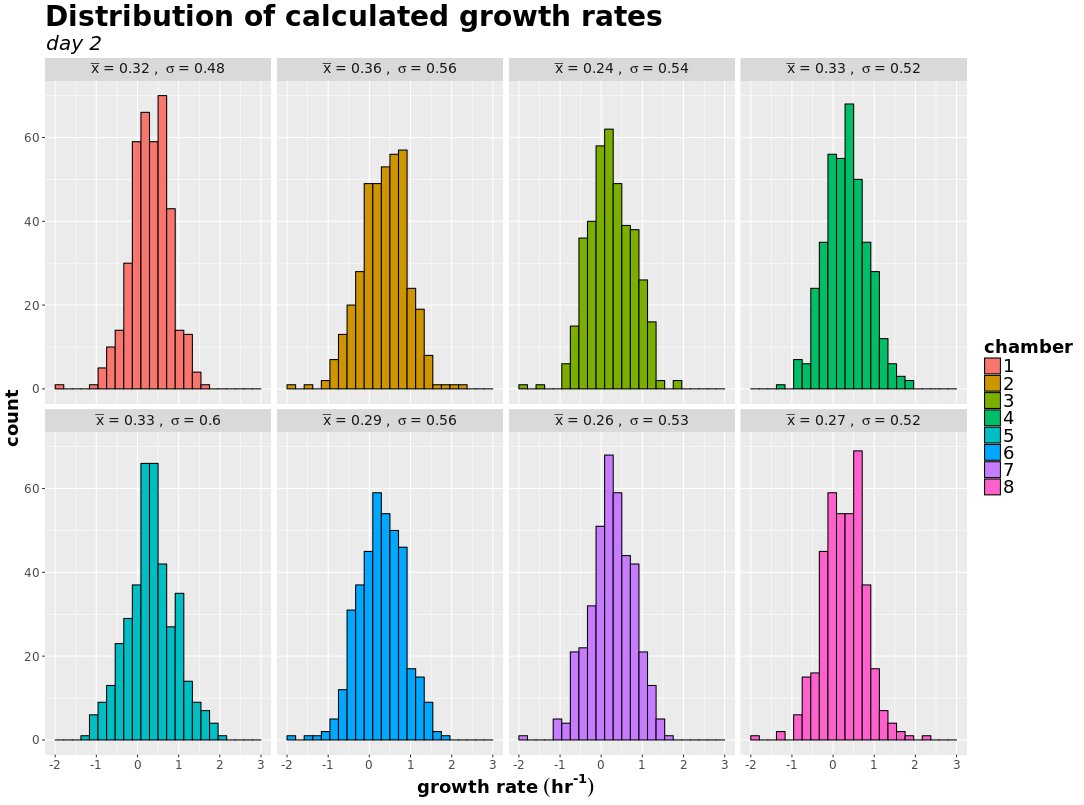 Distribution of calculated growth rates
day 2
x̅ = 0.32 , σ = 0.48
x̅ = 0.36 , σ = 0.56
x̅ = 0.24 , σ = 0.54
x̅ = 0.33 , σ = 0.52
60
40
20
0
x̅ = 0.33 , σ = 0.6
x̅ = 0.29 , σ = 0.56
x̅ = 0.26 , σ = 0.53
x̅ = 0.27 , σ = 0.52
60
40
20
0
-2 -1 0 1 2 3
-2 -1 0 1 2 3
-2 -1 0 1 2 3
-2 -1 0 1 2 3
count
growth rate (hr⁻¹)
chamber
1
2
3
4
5
6
7
8